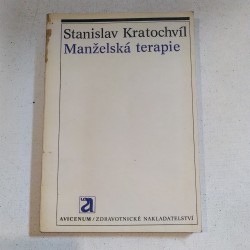 Stanislav Kratochvíl
Manželská terapie
a
AVICENUM/ZDRAVOTNICKÉ NAKLADATELSTVÍ